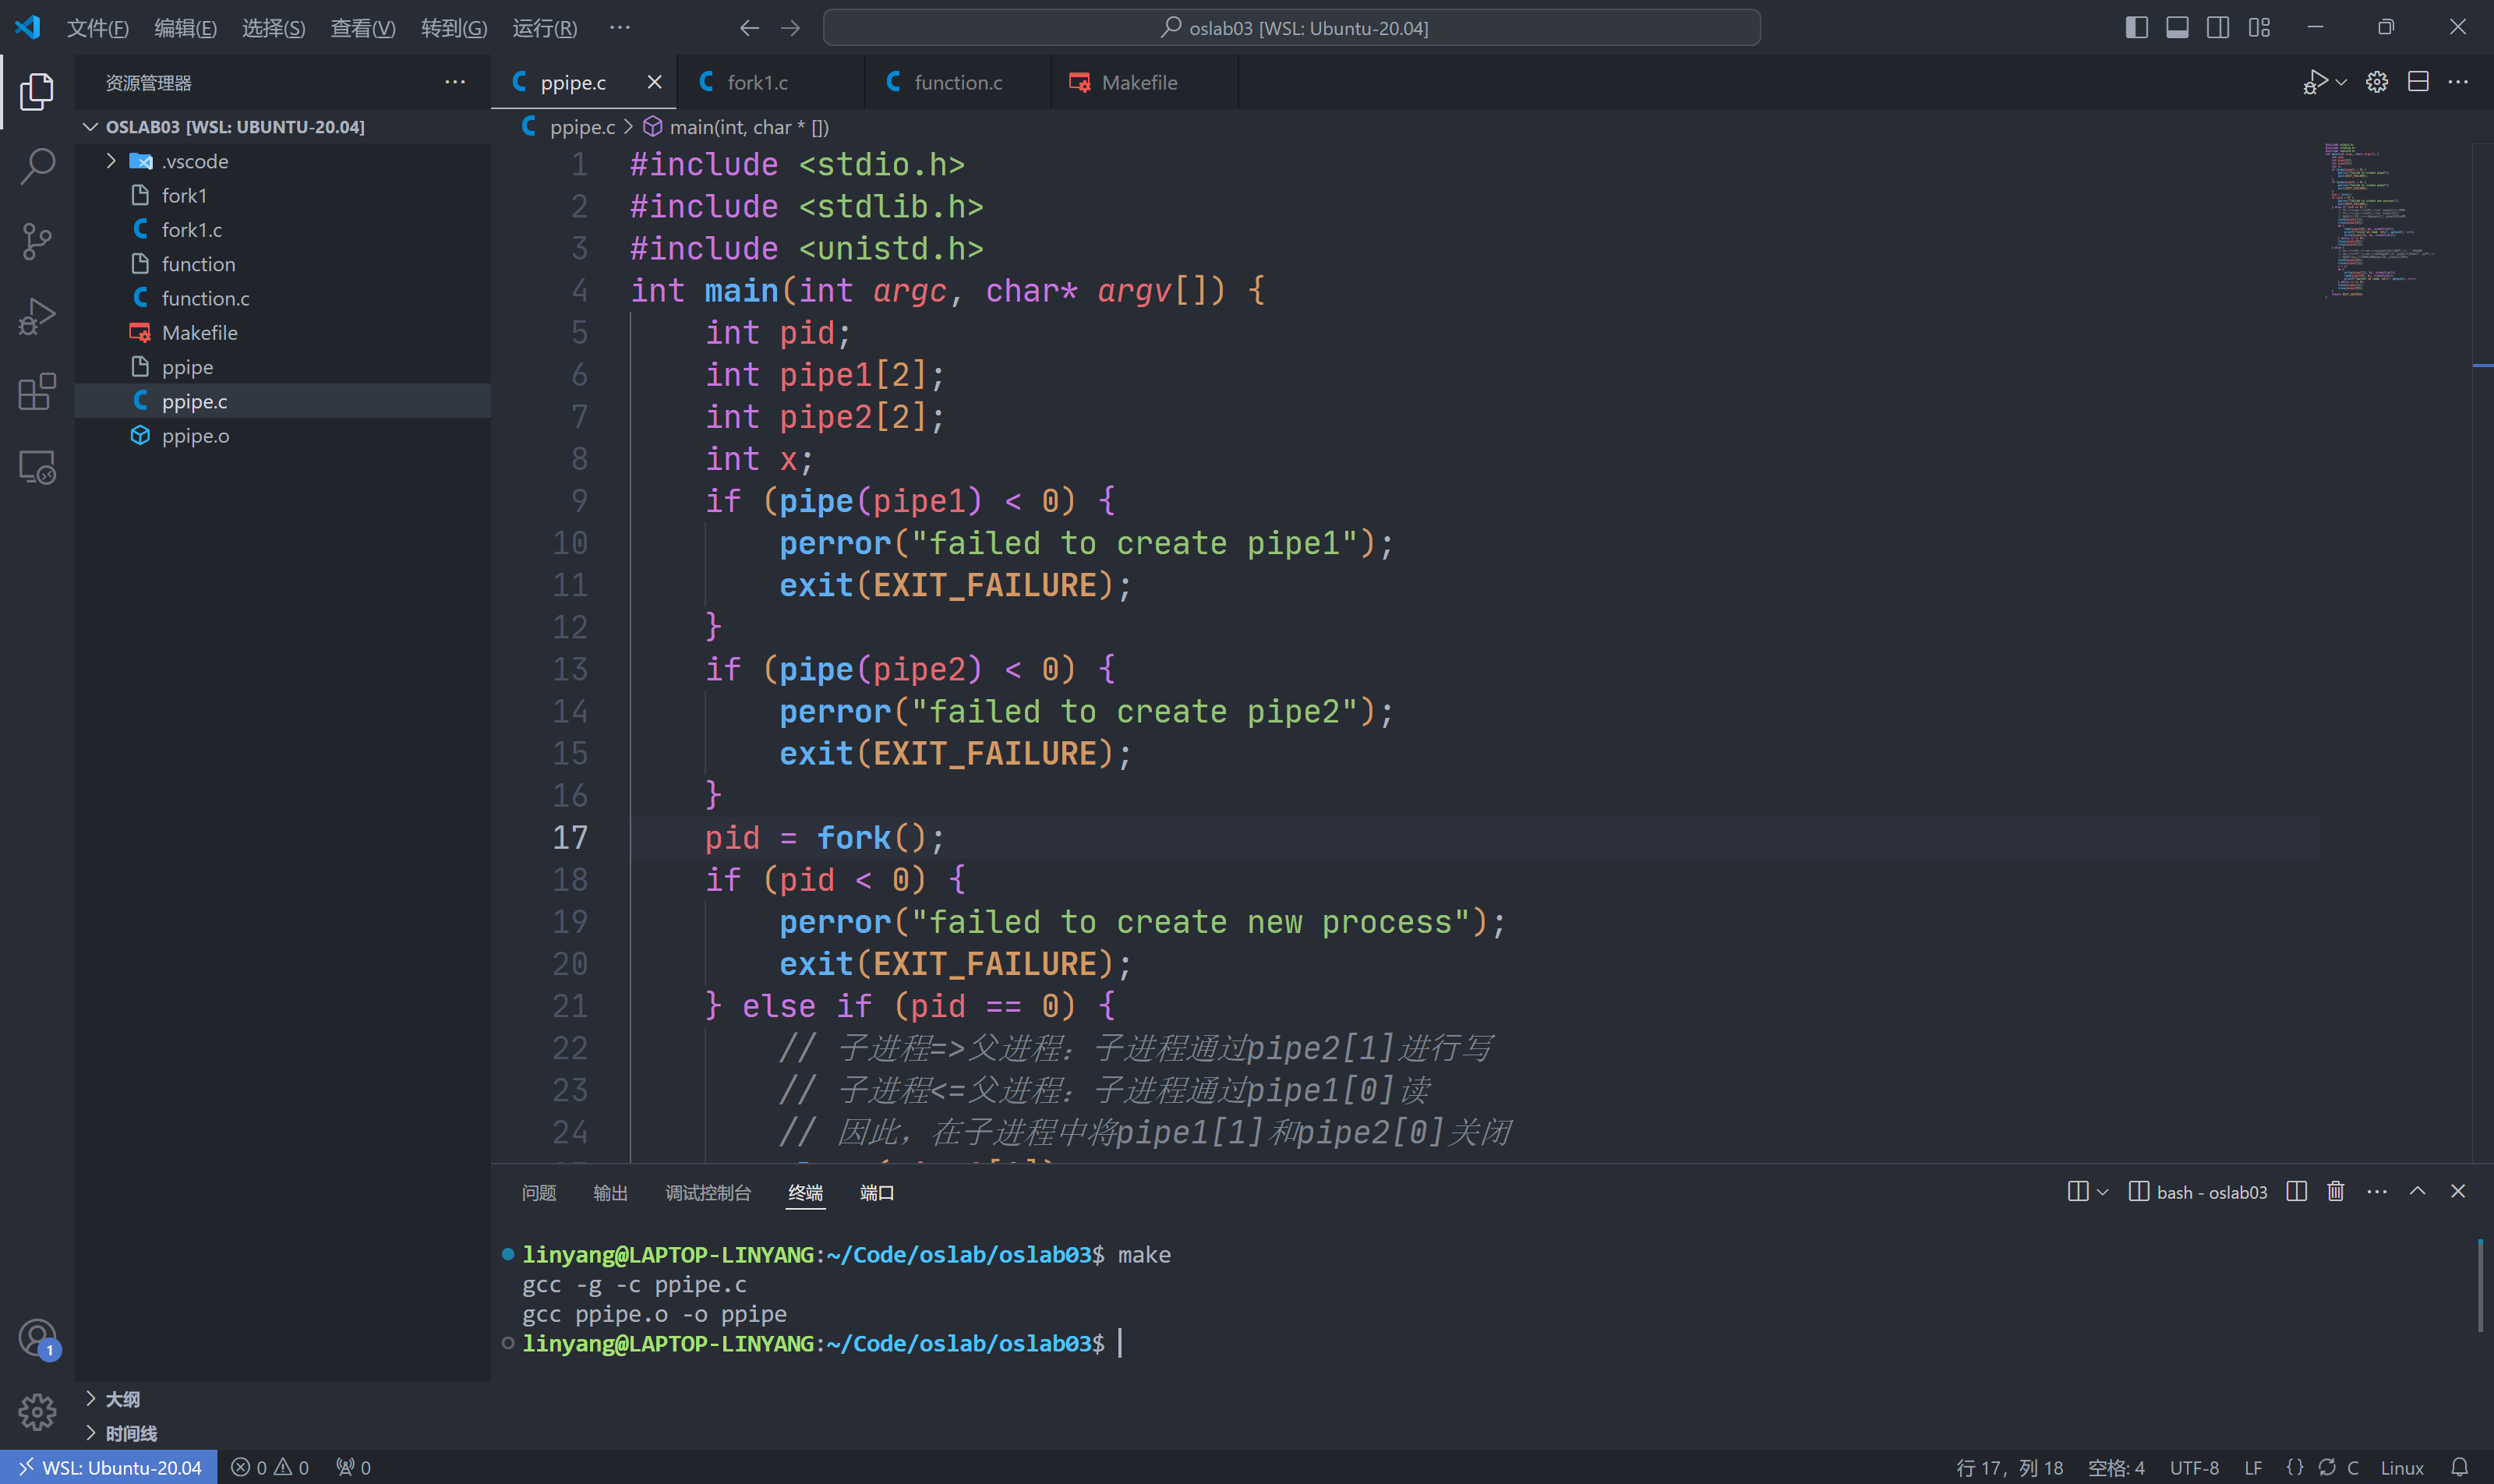 文件(F) 编辑(E) 选择(S) 查看(V) 转到(G) 运行(R) ··· oslab03 [WSL: Ubuntu-20.04]
资源管理器 ···
OSLAB03 [WSL: UBUNTU-20.04]
.vscode
fork1
fork1.c
function
function.c
Makefile
ppipe
ppipe.c
ppipe.o
大纲
时间线
ppipe.c fork1.c function.c Makefile
ppipe.c > main(int, char * [])
1 #include <stdio.h>
2 #include <stdlib.h>
3 #include <unistd.h>
4 int main(int argc, char* argv[]) {
5 int pid;
6 int pipe1[2];
7 int pipe2[2];
8 int x;
9 if (pipe(pipe1) < 0) {
10 perror("failed to create pipe1");
11 exit(EXIT_FAILURE);
12 }
13 if (pipe(pipe2) < 0) {
14 perror("failed to create pipe2");
15 exit(EXIT_FAILURE);
16 }
17 pid = fork();
18 if (pid < 0) {
19 perror("failed to create new process");
20 exit(EXIT_FAILURE);
21 } else if (pid == 0) {
22 // 子进程=>父进程：子进程通过pipe2[1]进行写
23 // 子进程<=父进程：子进程通过pipe1[0]读
24 // 因此，在子进程中将pipe1[1]和pipe2[0]关闭
问题 输出 调试控制台 终端 端口 bash - oslab03
linyang@LAPTOP-LINYANG:~/Code/oslab/oslab03$ make
gcc -g -c ppipe.c
gcc ppipe.o -o ppipe
linyang@LAPTOP-LINYANG:~/Code/oslab/oslab03$
1
WSL: Ubuntu-20.04 0 0 0 行 17，列 18 空格: 4 UTF-8 LF {} C Linux